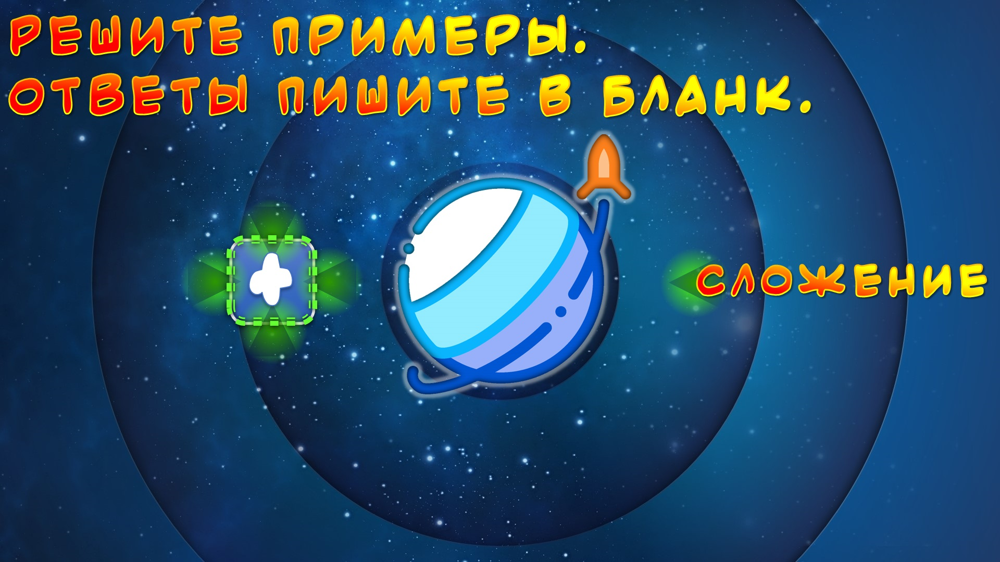 РЕШИТЕ ПРИМЕРЫ.
ОТВЕТЫ ПИШИТЕ В БЛАНК.
+
СЛОЖЕНИЕ